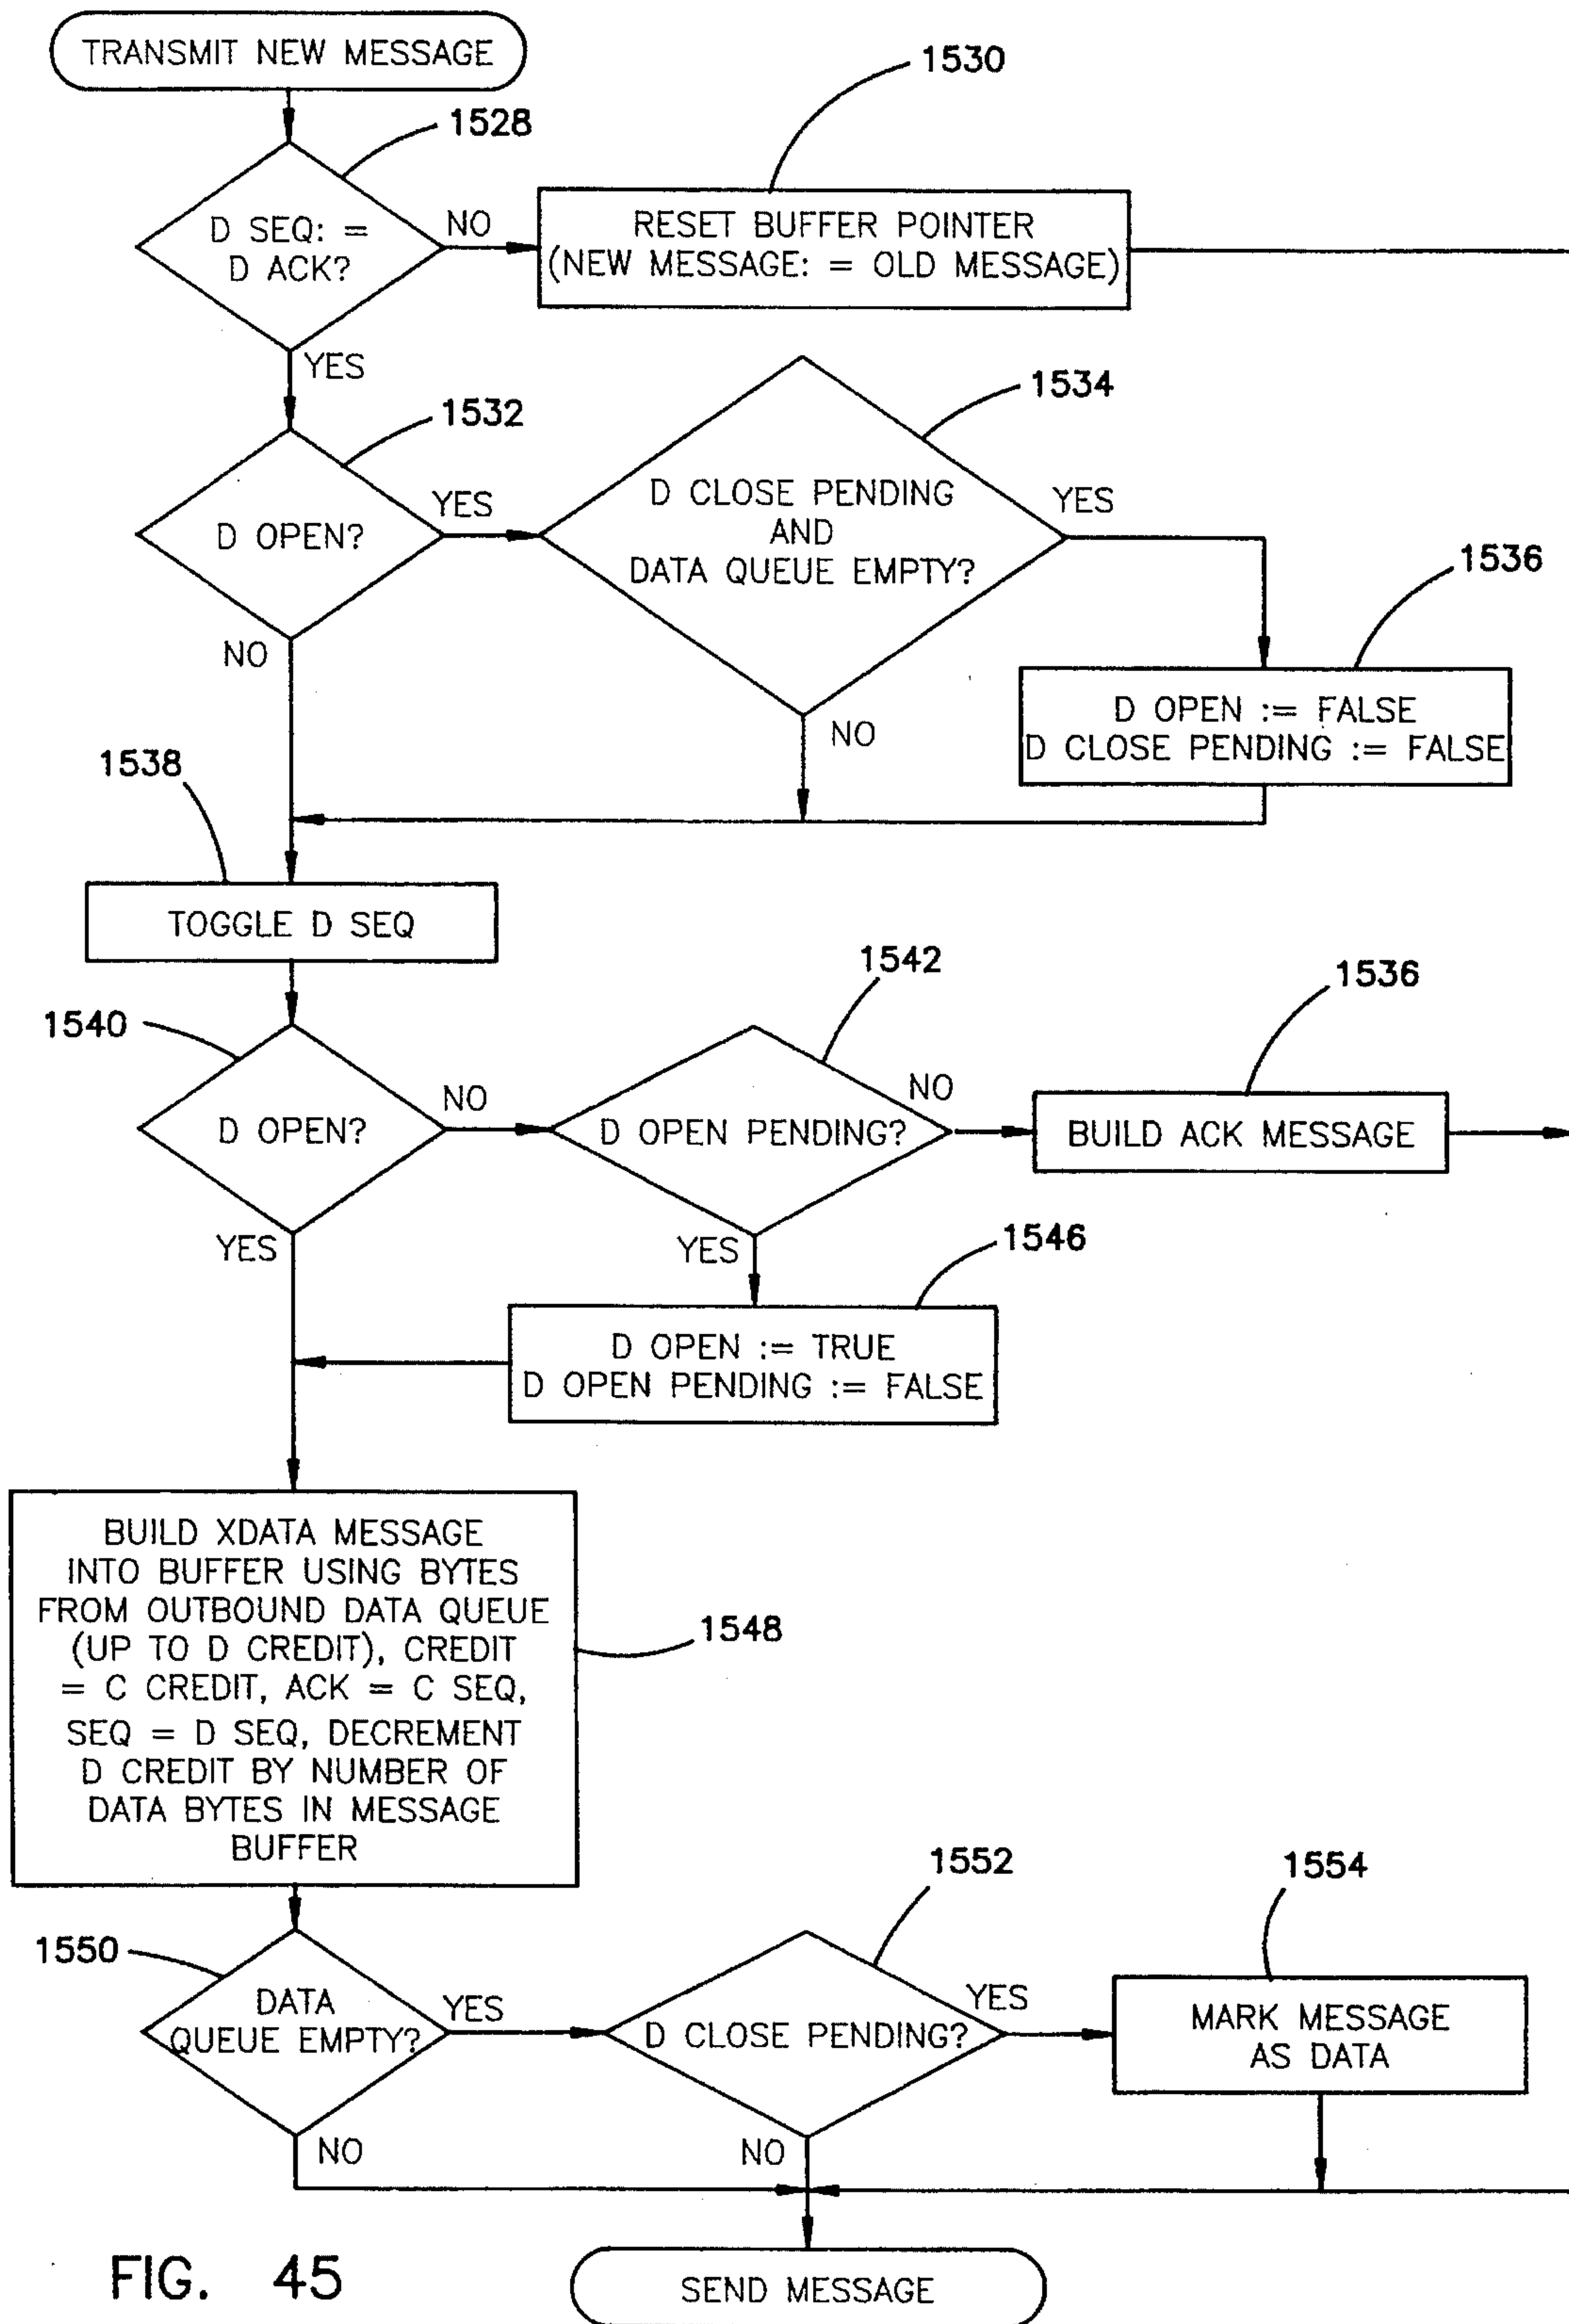 TRANSMIT NEW MESSAGE
1530
1528
D SEQ: =
D ACK?
NO
RESET BUFFER POINTER
(NEW MESSAGE: = OLD MESSAGE)
YES
1532
1534
D OPEN?
YES
D CLOSE PENDING
AND
DATA QUEUE EMPTY?
YES
1536
NO
D OPEN := FALSE
D CLOSE PENDING := FALSE
NO
1538
TOGGLE D SEQ
1540
1542
1536
D OPEN?
NO
D OPEN PENDING?
NO
BUILD ACK MESSAGE
YES
YES
1546
D OPEN := TRUE
D OPEN PENDING := FALSE
BUILD XDATA MESSAGE
INTO BUFFER USING BYTES
FROM OUTBOUND DATA QUEUE
(UP TO D CREDIT), CREDIT
= C CREDIT, ACK = C SEQ,
SEQ = D SEQ, DECREMENT
D CREDIT BY NUMBER OF
DATA BYTES IN MESSAGE
BUFFER
1548
1550
1552
1554
DATA
QUEUE EMPTY?
YES
D CLOSE PENDING?
YES
MARK MESSAGE
AS DATA
NO
NO
SEND MESSAGE
FIG. 45